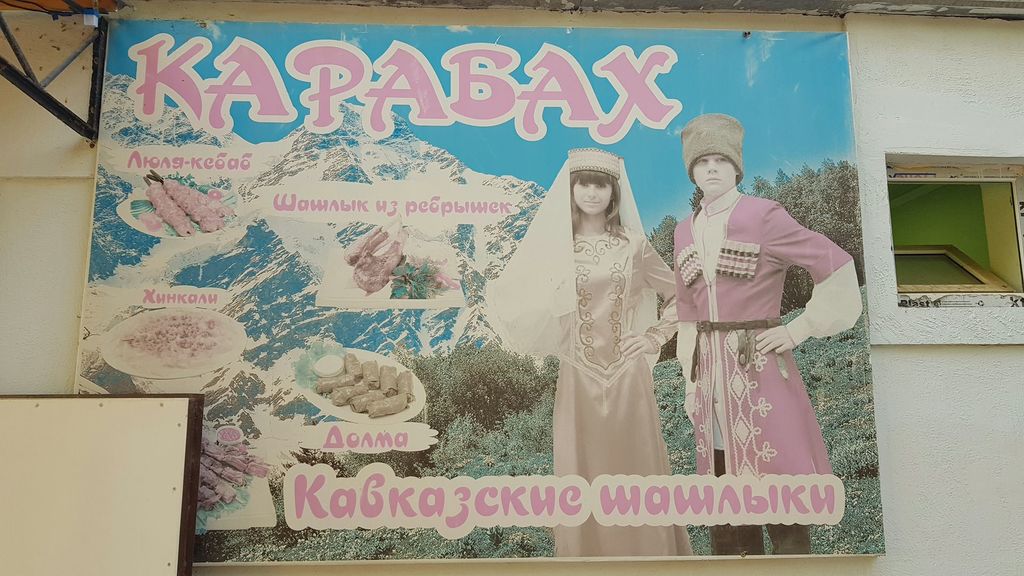 КАРАБАХ
Люля-кебаб
Шашлык из ребрышек
Хинкали
Долма
Кавказские шашлыки